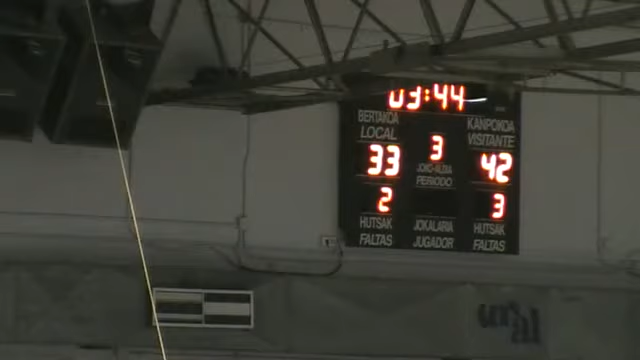 03:44
BERTAKOA KANPOKOA
LOCAL VISITANTE
33 3 42
JOKO-ALDIA
PERIODO
2 3
HUTSAK JOKALARIA HUTSAK
FALTAS JUGADOR FALTAS